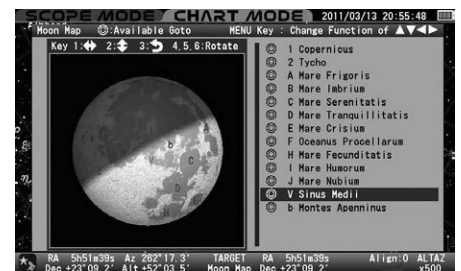 SCOPE MODE CHART MODE 2011/03/13 20:55:48
Moon Map ◎:Available Goto MENU Key : Change Function of ▲▼◀▶
Key 1: 2: 3: 4.5.6:Rotate
◎ 1 Copernicus
◎ 2 Tycho
◎ A Mare Frigoris
◎ B Mare Imbrium
◎ C Mare Serenitatis
◎ D Mare Tranquillitatis
◎ E Mare Crisium
◎ F Oceanus Procellarum
◎ H Mare Fecunditatis
◎ I Mare Humorum
◎ J Mare Nubium
◎ V Sinus Medii
◎ b Montes Apenninus
A
b
C
D
RA 5h51m39s Az 262°17.3' TARGET RA 5h51m39s Align:0 ALTAZ
Dec +23°09.2' Alt +52°03.5' Moon Map Dec +23°09.2' x500